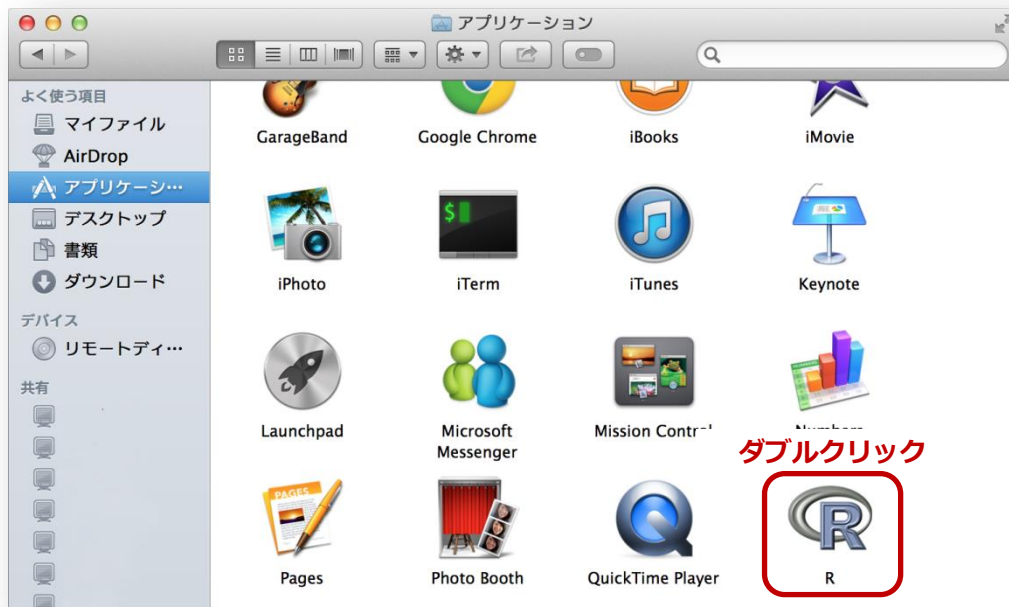 アプリケーション
よく使う項目
マイファイル
AirDrop
アプリケーシ…
デスクトップ
書類
ダウンロード
デバイス
リモートディ…
共有
GarageBand
Google Chrome
iBooks
iMovie
iPhoto
$
iTerm
iTunes
Keynote
Launchpad
Microsoft
Messenger
Mission Control
Numbers
ダブルクリック
PAGES
Pages
Photo Booth
QuickTime Player
R
R